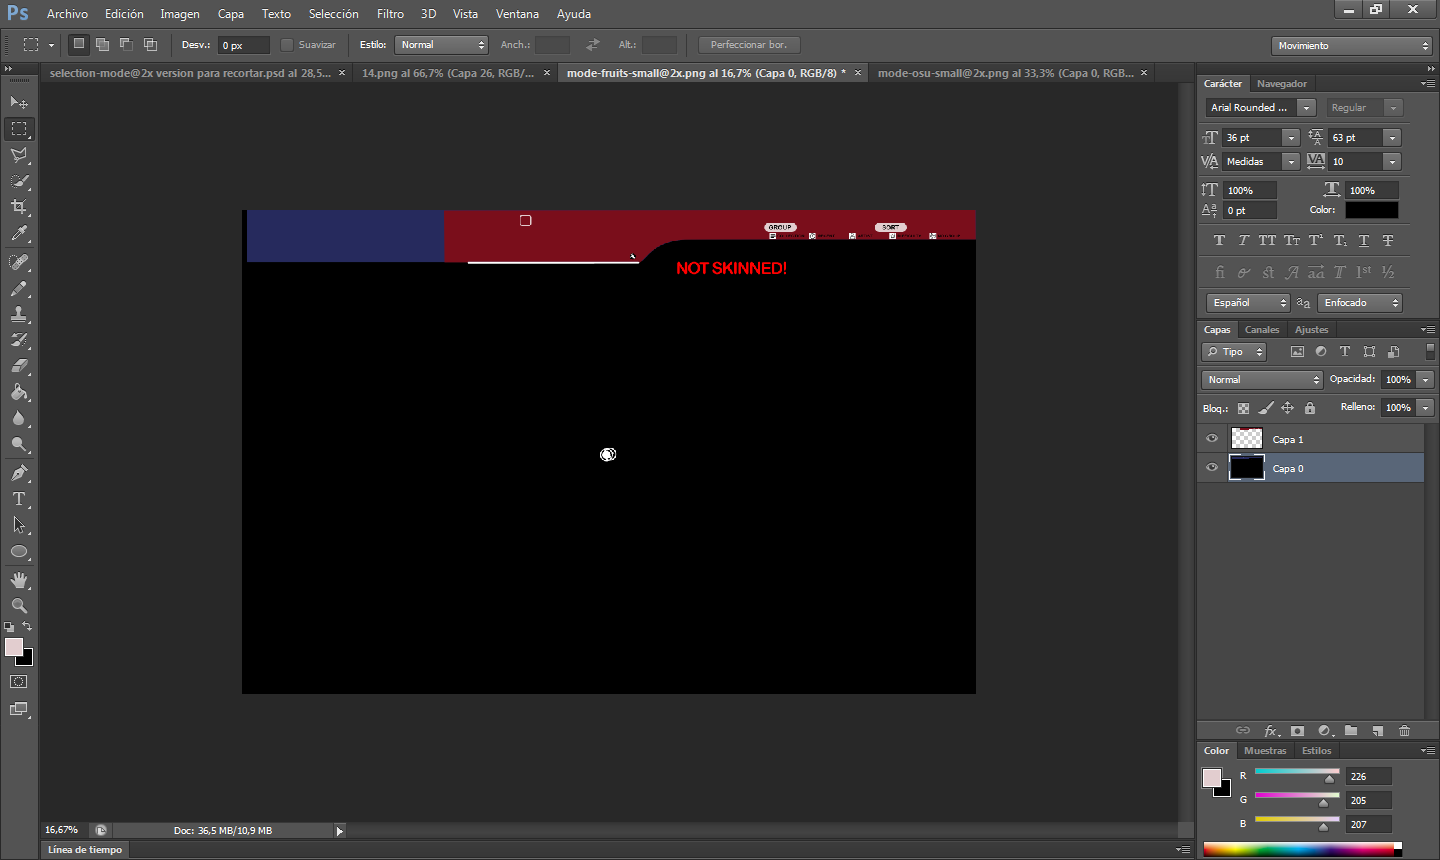 Ps Archivo Edición Imagen Capa Texto Selección Filtro 3D Vista Ventana Ayuda
Desv.: 0 px Suavizar Estilo: Normal Anch.: Alt.: Perfeccionar bor. Movimiento
selection-mode@2x version para recortar.psd al 28,5... × 14.png al 66,7% (Capa 26, RGB/... × mode-fruits-small@2x.png al 16,7% (Capa 0, RGB/8) * × mode-osu-small@2x.png al 33,3% (Capa 0, RGB... ×
Carácter Navegador
Arial Rounded ... Regular
36 pt 63 pt
Medidas 10
100% 100%
0 pt Color:
Español Enfocado
Capas Canales Ajustes
Tipo
Normal Opacidad: 100%
Bloq.: Relleno: 100%
Capa 1
Capa 0
Color Muestras Estilos
R 226
G 205
B 207
GROUP SORT
NOT SKINNED!
16,67% Doc: 36,5 MB/10,9 MB
Línea de tiempo